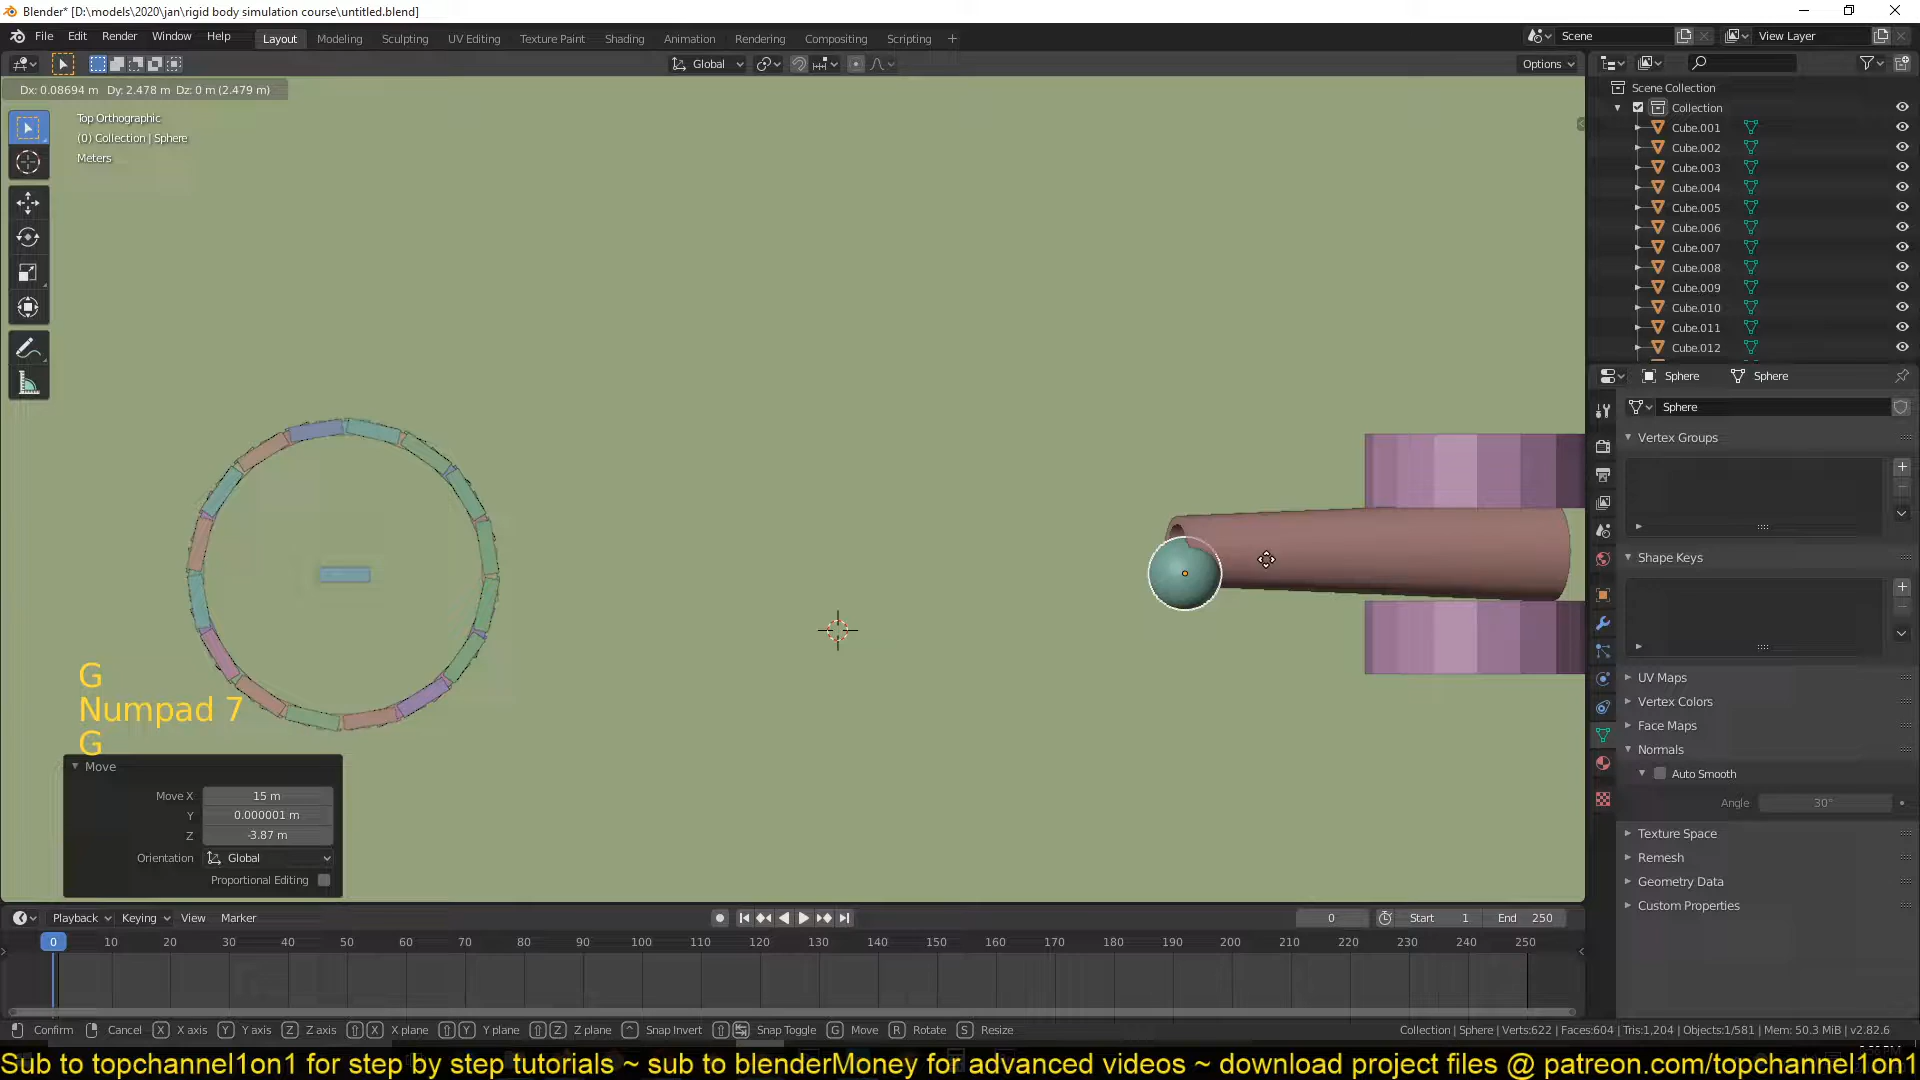 Blender* [D:\models\2020\jan\rigid body simulation course\untitled.blend]
File Edit Render Window Help Layout Modeling Sculpting UV Editing Texture Paint Shading Animation Rendering Compositing Scripting + Scene View Layer
Global Options
Dx: 0.08694 m Dy: 2.478 m Dz: 0 m (2.479 m)
Top Orthographic
(0) Collection | Sphere
Meters
Scene Collection
Collection
Cube.001
Cube.002
Cube.003
Cube.004
Cube.005
Cube.006
Cube.007
Cube.008
Cube.009
Cube.010
Cube.011
Cube.012
Sphere Sphere
Sphere
Vertex Groups
Shape Keys
UV Maps
Vertex Colors
Face Maps
Normals
Auto Smooth
Angle 30°
Texture Space
Remesh
Geometry Data
Custom Properties
G
Numpad 7
G
Move
Move X 15 m
Y 0.000001 m
Z -3.87 m
Orientation Global
Proportional Editing
Playback Keying View Marker 0 Start 1 End 250
0 10 20 30 40 50 60 70 80 90 100 110 120 130 140 150 160 170 180 190 200 210 220 230 240 250
Confirm Cancel X X axis Y Y axis Z Z axis X X plane Y Y plane Z Z plane Snap Invert Snap Toggle G Move R Rotate S Resize Collection | Sphere | Verts:622 | Faces:604 | Tris:1,204 | Objects:1/581 | Mem: 50.3 MiB | v2.82.6
Sub to topchannel1on1 for step by step tutorials ~ sub to blenderMoney for advanced videos ~ download project files @ patreon.com/topchannel1on1